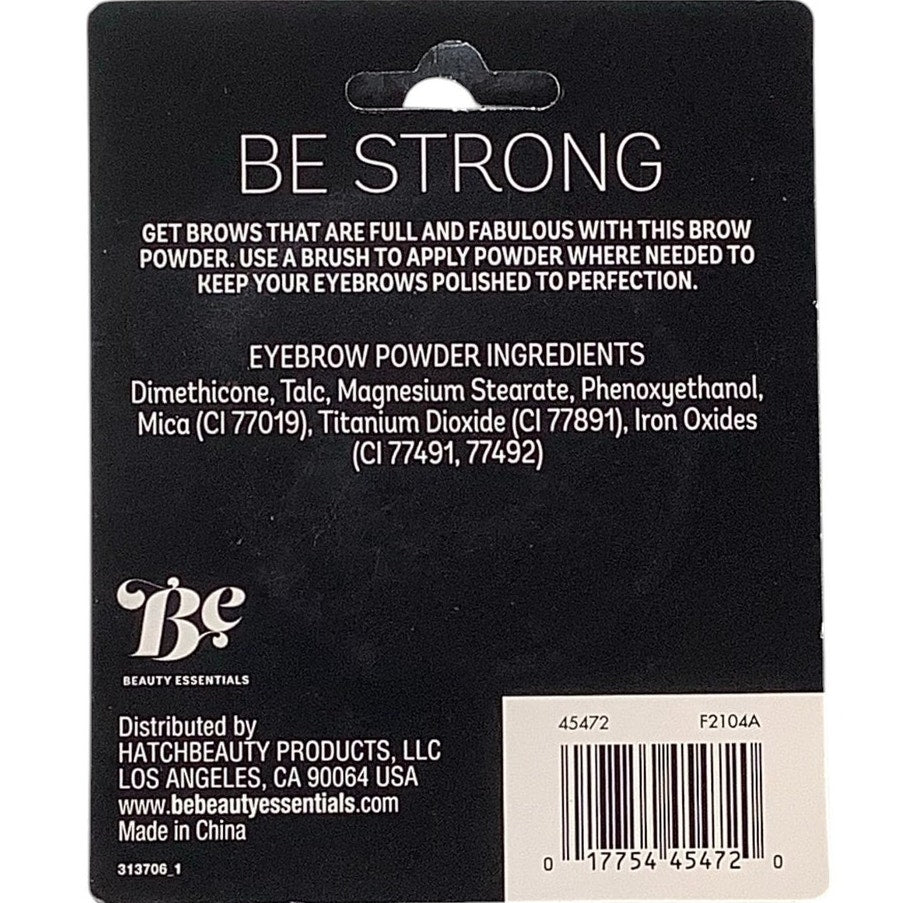 BE STRONG
GET BROWS THAT ARE FULL AND FABULOUS WITH THIS BROW
POWDER. USE A BRUSH TO APPLY POWDER WHERE NEEDED TO
KEEP YOUR EYEBROWS POLISHED TO PERFECTION.
EYEBROW POWDER INGREDIENTS
Dimethicone, Talc, Magnesium Stearate, Phenoxyethanol,
Mica (CI 77019), Titanium Dioxide (CI 77891), Iron Oxides
(CI 77491, 77492)
Be
BEAUTY ESSENTIALS
Distributed by
HATCHBEAUTY PRODUCTS, LLC
LOS ANGELES, CA 90064 USA
www.bebeautyessentials.com
Made in China
313706_1
45472 F2104A
0 17754 45472 0